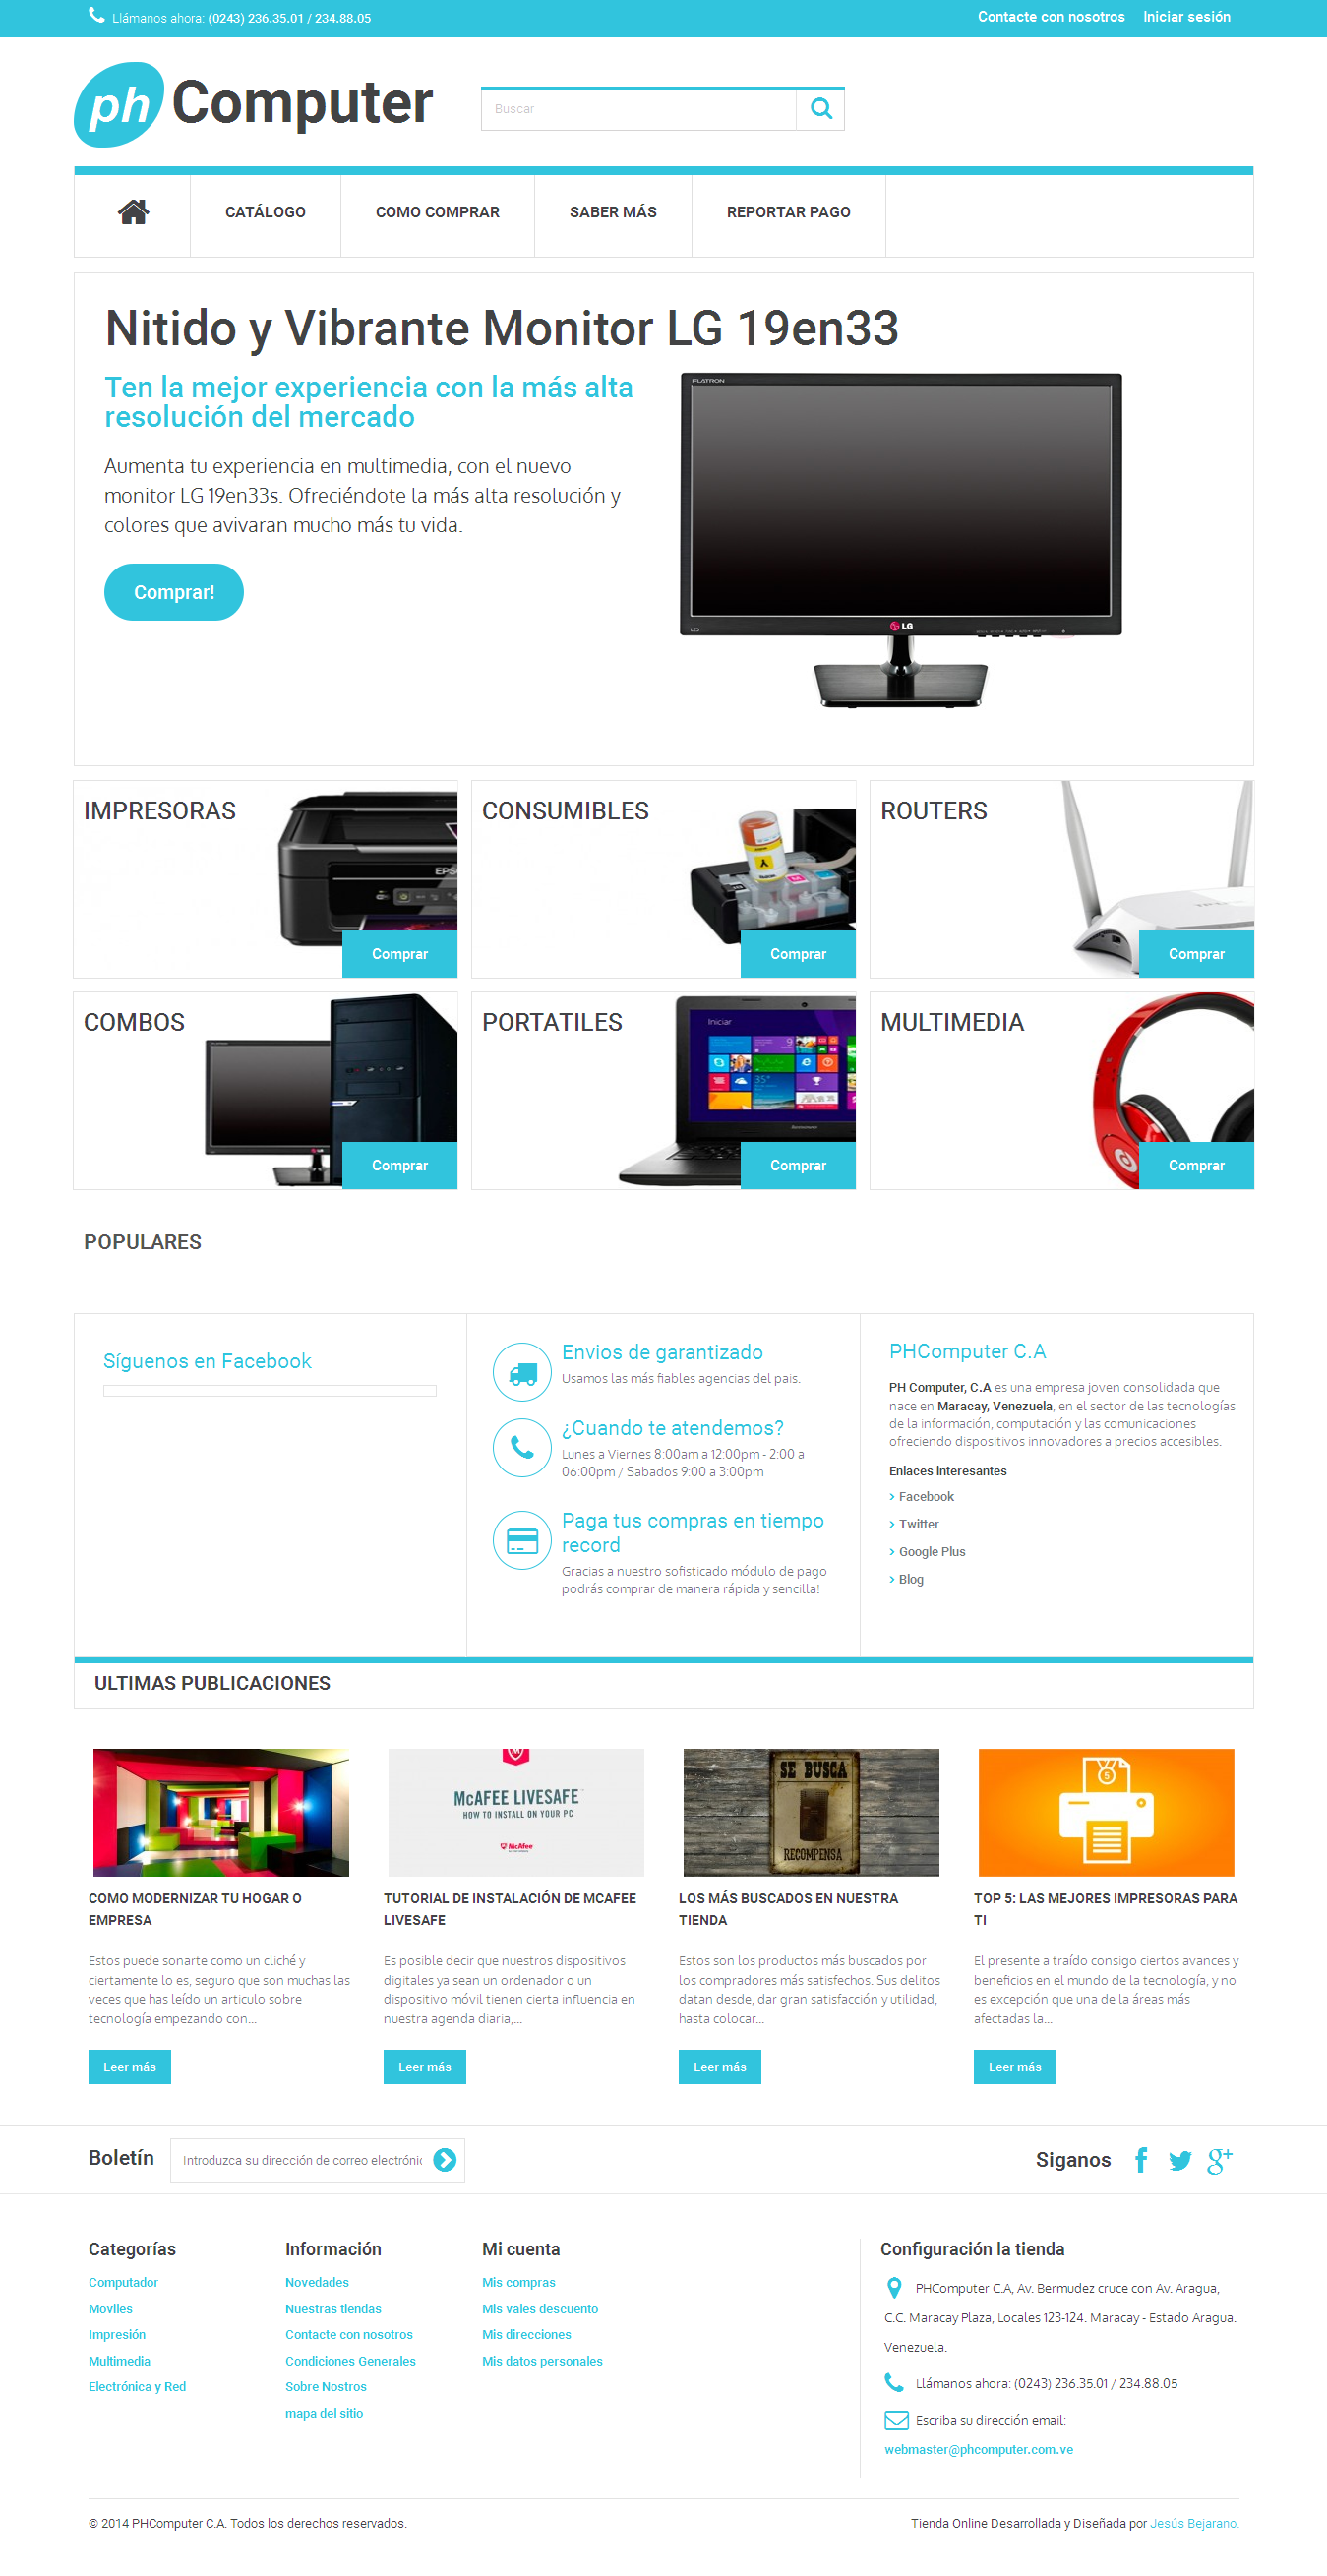 Llámanos ahora: (0243) 236.35.01 / 234.88.05
Contacte con nosotros Iniciar sesión
ph Computer
Buscar
CATÁLOGO COMO COMPRAR SABER MÁS REPORTAR PAGO
Nitido y Vibrante Monitor LG 19en33
Ten la mejor experiencia con la más alta
resolución del mercado
Aumenta tu experiencia en multimedia, con el nuevo
monitor LG 19en33s. Ofreciéndote la más alta resolución y
colores que avivaran mucho más tu vida.
Comprar!
FLATRON
LG
IMPRESORAS
EPS
Comprar
CONSUMIBLES
Comprar
ROUTERS
Comprar
COMBOS
Comprar
PORTATILES
Iniciar
Comprar
MULTIMEDIA
Comprar
POPULARES
Síguenos en Facebook
Envios de garantizado
Usamos las más fiables agencias del pais.
¿Cuando te atendemos?
Lunes a Viernes 8:00am a 12:00pm - 2:00 a
06:00pm / Sabados 9:00 a 3:00pm
Paga tus compras en tiempo
record
Gracias a nuestro sofisticado módulo de pago
podrás comprar de manera rápida y sencilla!
PHComputer C.A
PH Computer, C.A es una empresa joven consolidada que
nace en Maracay, Venezuela, en el sector de las tecnologías
de la información, computación y las comunicaciones
ofreciendo dispositivos innovadores a precios accesibles.
Enlaces interesantes
Facebook
Twitter
Google Plus
Blog
ULTIMAS PUBLICACIONES
COMO MODERNIZAR TU HOGAR O
EMPRESA
Estos puede sonarte como un cliché y
ciertamente lo es, seguro que son muchas las
veces que has leído un articulo sobre
tecnología empezando con...
Leer más
McAFEE LIVESAFE
HOW TO INSTALL ON YOUR PC
McAfee
TUTORIAL DE INSTALACIÓN DE MCAFEE
LIVESAFE
Es posible decir que nuestros dispositivos
digitales ya sean un ordenador o un
dispositivo móvil tienen cierta influencia en
nuestra agenda diaria,...
Leer más
SE BUSCA
RECOMPENSA
LOS MÁS BUSCADOS EN NUESTRA
TIENDA
Estos son los productos más buscados por
los compradores más satisfechos. Sus delitos
datan desde, dar gran satisfacción y utilidad,
hasta colocar...
Leer más
5
TOP 5: LAS MEJORES IMPRESORAS PARA
TI
El presente a traído consigo ciertos avances y
beneficios en el mundo de la tecnología, y no
es excepción que una de la áreas más
afectadas la...
Leer más
Boletín
Introduzca su dirección de correo electrónic
Siganos
Categorías
Computador
Moviles
Impresión
Multimedia
Electrónica y Red
Información
Novedades
Nuestras tiendas
Contacte con nosotros
Condiciones Generales
Sobre Nostros
mapa del sitio
Mi cuenta
Mis compras
Mis vales descuento
Mis direcciones
Mis datos personales
Configuración la tienda
PHComputer C.A, Av. Bermudez cruce con Av. Aragua,
C.C. Maracay Plaza, Locales 123-124. Maracay - Estado Aragua.
Venezuela.
Llámanos ahora: (0243) 236.35.01 / 234.88.05
Escriba su dirección email:
webmaster@phcomputer.com.ve
© 2014 PHComputer C.A. Todos los derechos reservados.
Tienda Online Desarrollada y Diseñada por Jesús Bejarano.